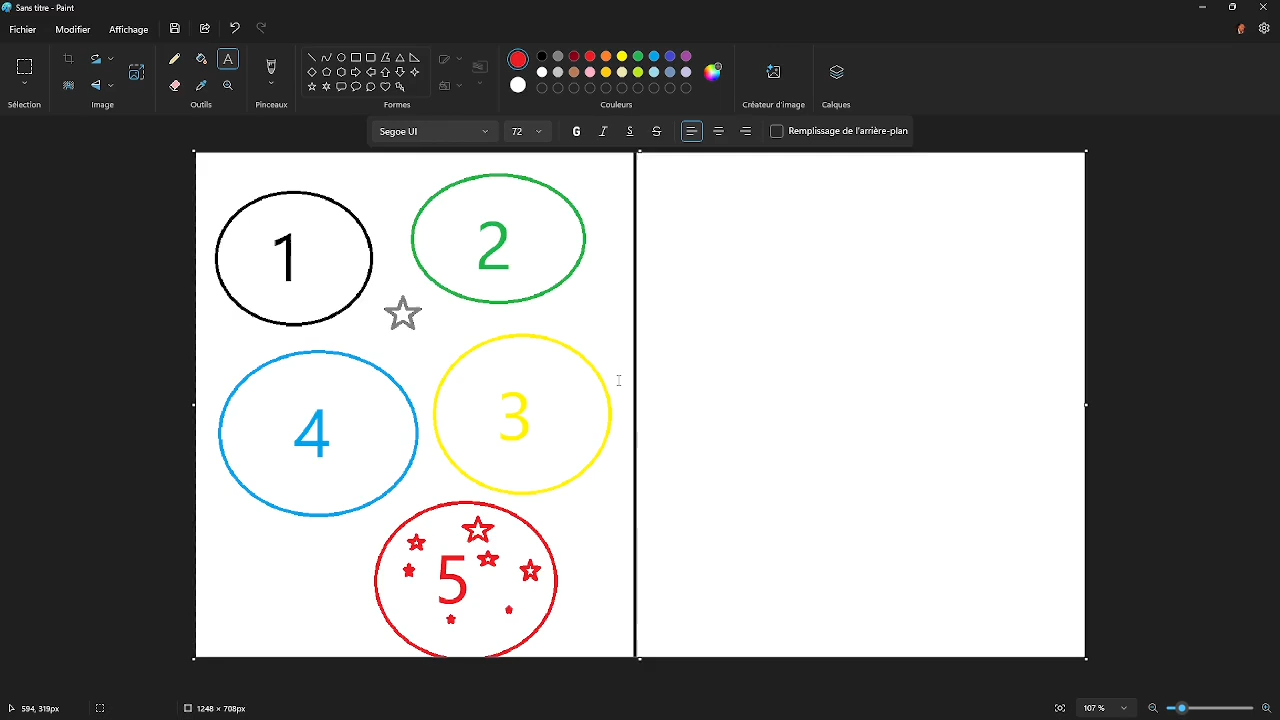 Sans titre - Paint
Fichier Modifier Affichage
Sélection Image Outils Pinceaux Formes Couleurs Créateur d'image Calques
Segoe UI 72 G I S S Remplissage de l'arrière-plan
1 2
4 3
5
594, 319px 1248 × 708px 107 %